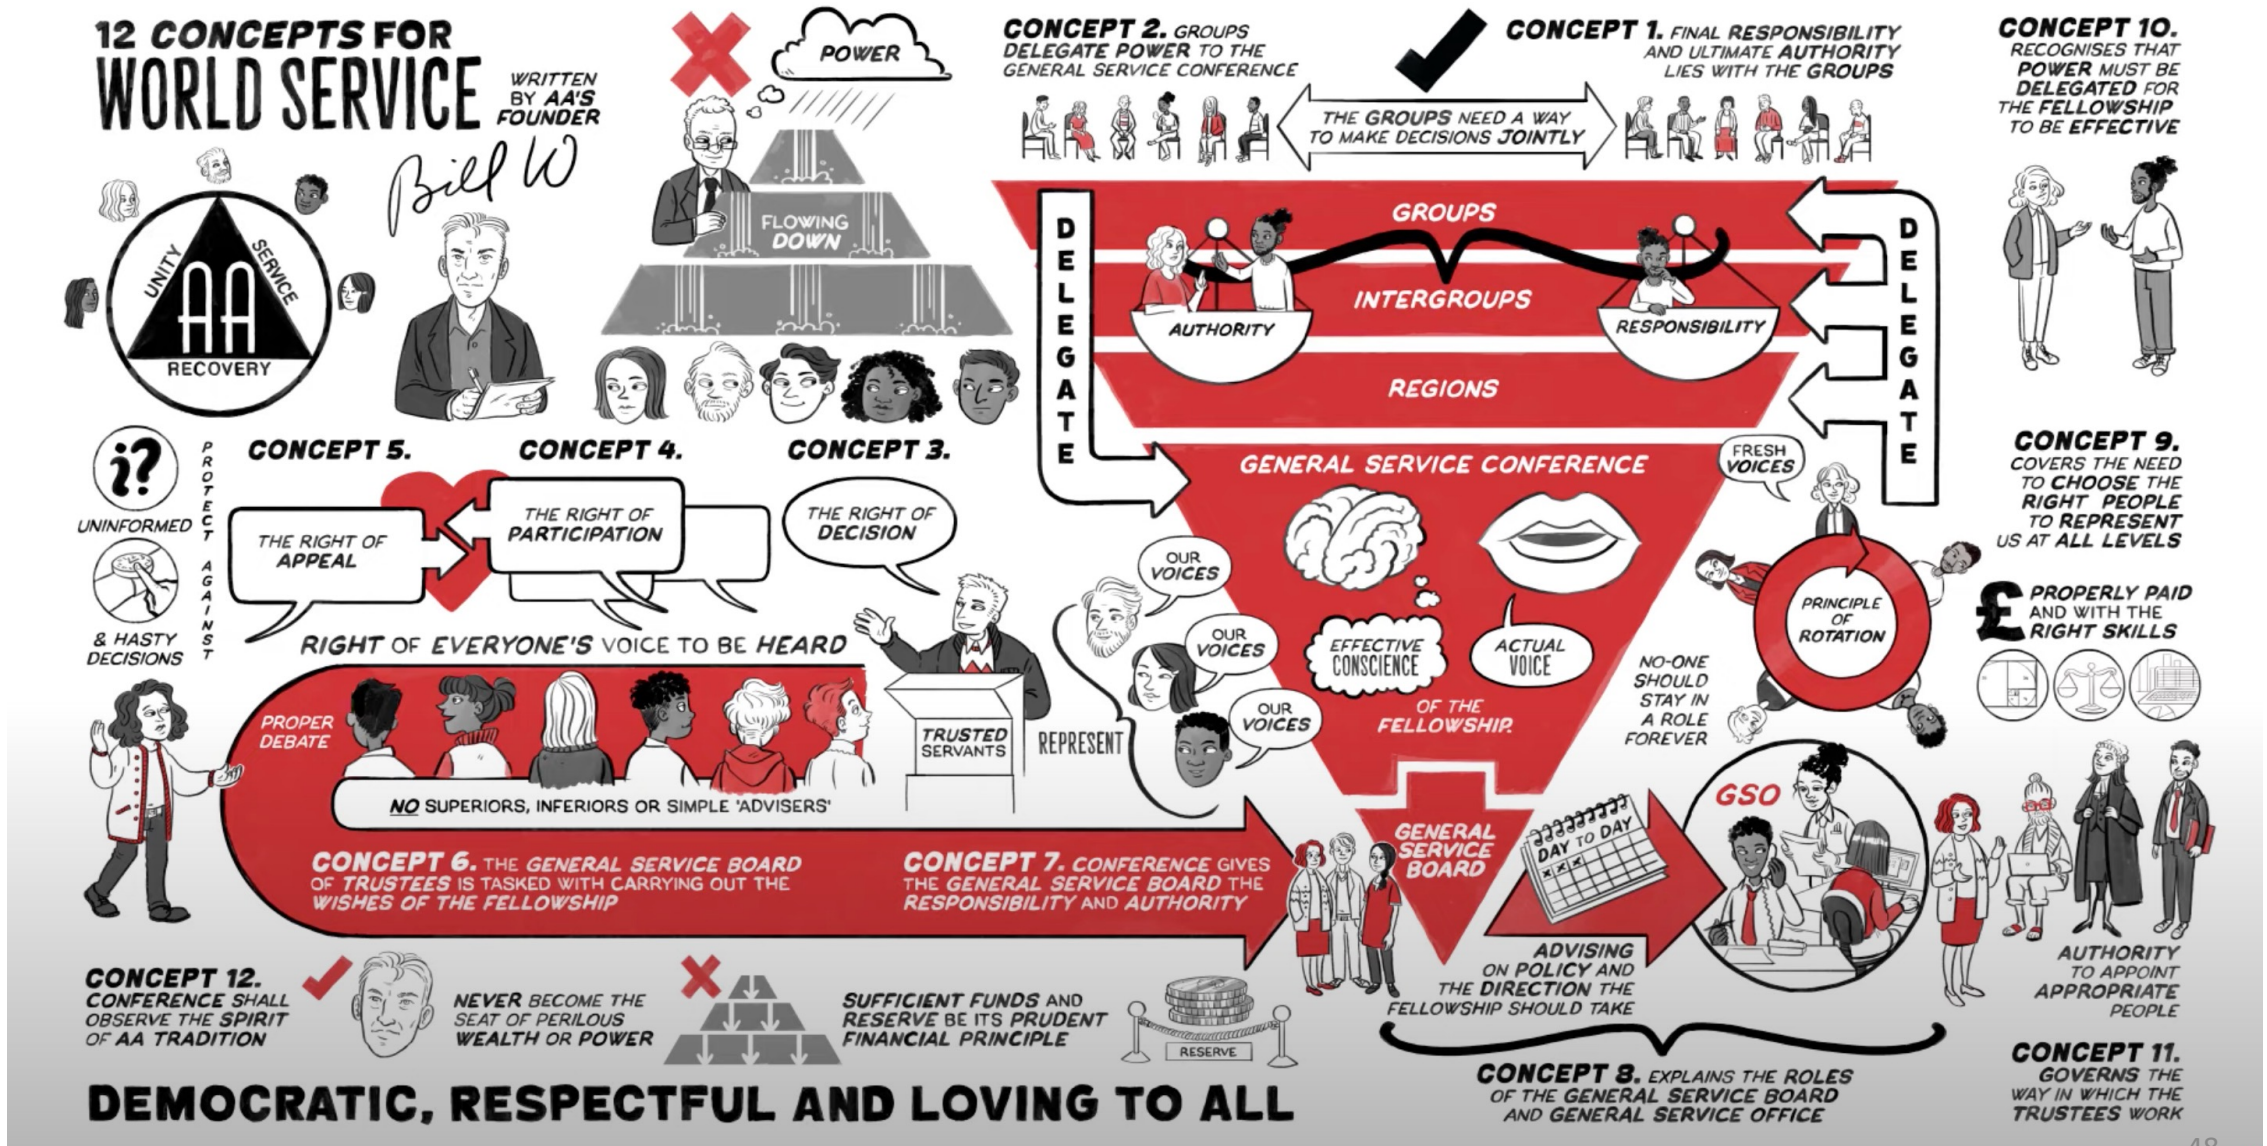 12 CONCEPTS FOR
WORLD SERVICE
WRITTEN
BY AA'S
FOUNDER
Bill W
UNITY
SERVICE
AA
RECOVERY
POWER
FLOWING
DOWN
CONCEPT 2. GROUPS
DELEGATE POWER TO THE
GENERAL SERVICE CONFERENCE
CONCEPT 1. FINAL RESPONSIBILITY
AND ULTIMATE AUTHORITY
LIES WITH THE GROUPS
THE GROUPS NEED A WAY
TO MAKE DECISIONS JOINTLY
CONCEPT 10.
RECOGNISES THAT
POWER MUST BE
DELEGATED FOR
THE FELLOWSHIP
TO BE EFFECTIVE
DELEGATE
GROUPS
INTERGROUPS
AUTHORITY
RESPONSIBILITY
REGIONS
DELEGATE
GENERAL SERVICE CONFERENCE
EFFECTIVE
CONSCIENCE
ACTUAL
VOICE
OF THE
FELLOWSHIP.
FRESH
VOICES
PRINCIPLE
OF
ROTATION
NO-ONE
SHOULD
STAY IN
A ROLE
FOREVER
CONCEPT 9.
COVERS THE NEED
TO CHOOSE THE
RIGHT PEOPLE
TO REPRESENT
US AT ALL LEVELS
£
PROPERLY PAID
AND WITH THE
RIGHT SKILLS
CONCEPT 5.
CONCEPT 4.
CONCEPT 3.
THE RIGHT OF
APPEAL
THE RIGHT OF
PARTICIPATION
THE RIGHT OF
DECISION
i?
UNINFORMED
& HASTY
DECISIONS
PROTECT AGAINST
RIGHT OF EVERYONE'S VOICE TO BE HEARD
PROPER
DEBATE
NO SUPERIORS, INFERIORS OR SIMPLE 'ADVISERS'
TRUSTED
SERVANTS
REPRESENT
OUR
VOICES
OUR
VOICES
OUR
VOICES
CONCEPT 6. THE GENERAL SERVICE BOARD
OF TRUSTEES IS TASKED WITH CARRYING OUT THE
WISHES OF THE FELLOWSHIP
CONCEPT 7. CONFERENCE GIVES
THE GENERAL SERVICE BOARD THE
RESPONSIBILITY AND AUTHORITY
GENERAL
SERVICE
BOARD
DAY TO DAY
GSO
ADVISING
ON POLICY AND
THE DIRECTION THE
FELLOWSHIP SHOULD TAKE
AUTHORITY
TO APPOINT
APPROPRIATE
PEOPLE
CONCEPT 8. EXPLAINS THE ROLES
OF THE GENERAL SERVICE BOARD
AND GENERAL SERVICE OFFICE
CONCEPT 11.
GOVERNS THE
WAY IN WHICH THE
TRUSTEES WORK
CONCEPT 12.
CONFERENCE SHALL
OBSERVE THE SPIRIT
OF AA TRADITION
NEVER BECOME THE
SEAT OF PERILOUS
WEALTH OR POWER
SUFFICIENT FUNDS AND
RESERVE BE ITS PRUDENT
FINANCIAL PRINCIPLE
RESERVE
DEMOCRATIC, RESPECTFUL AND LOVING TO ALL